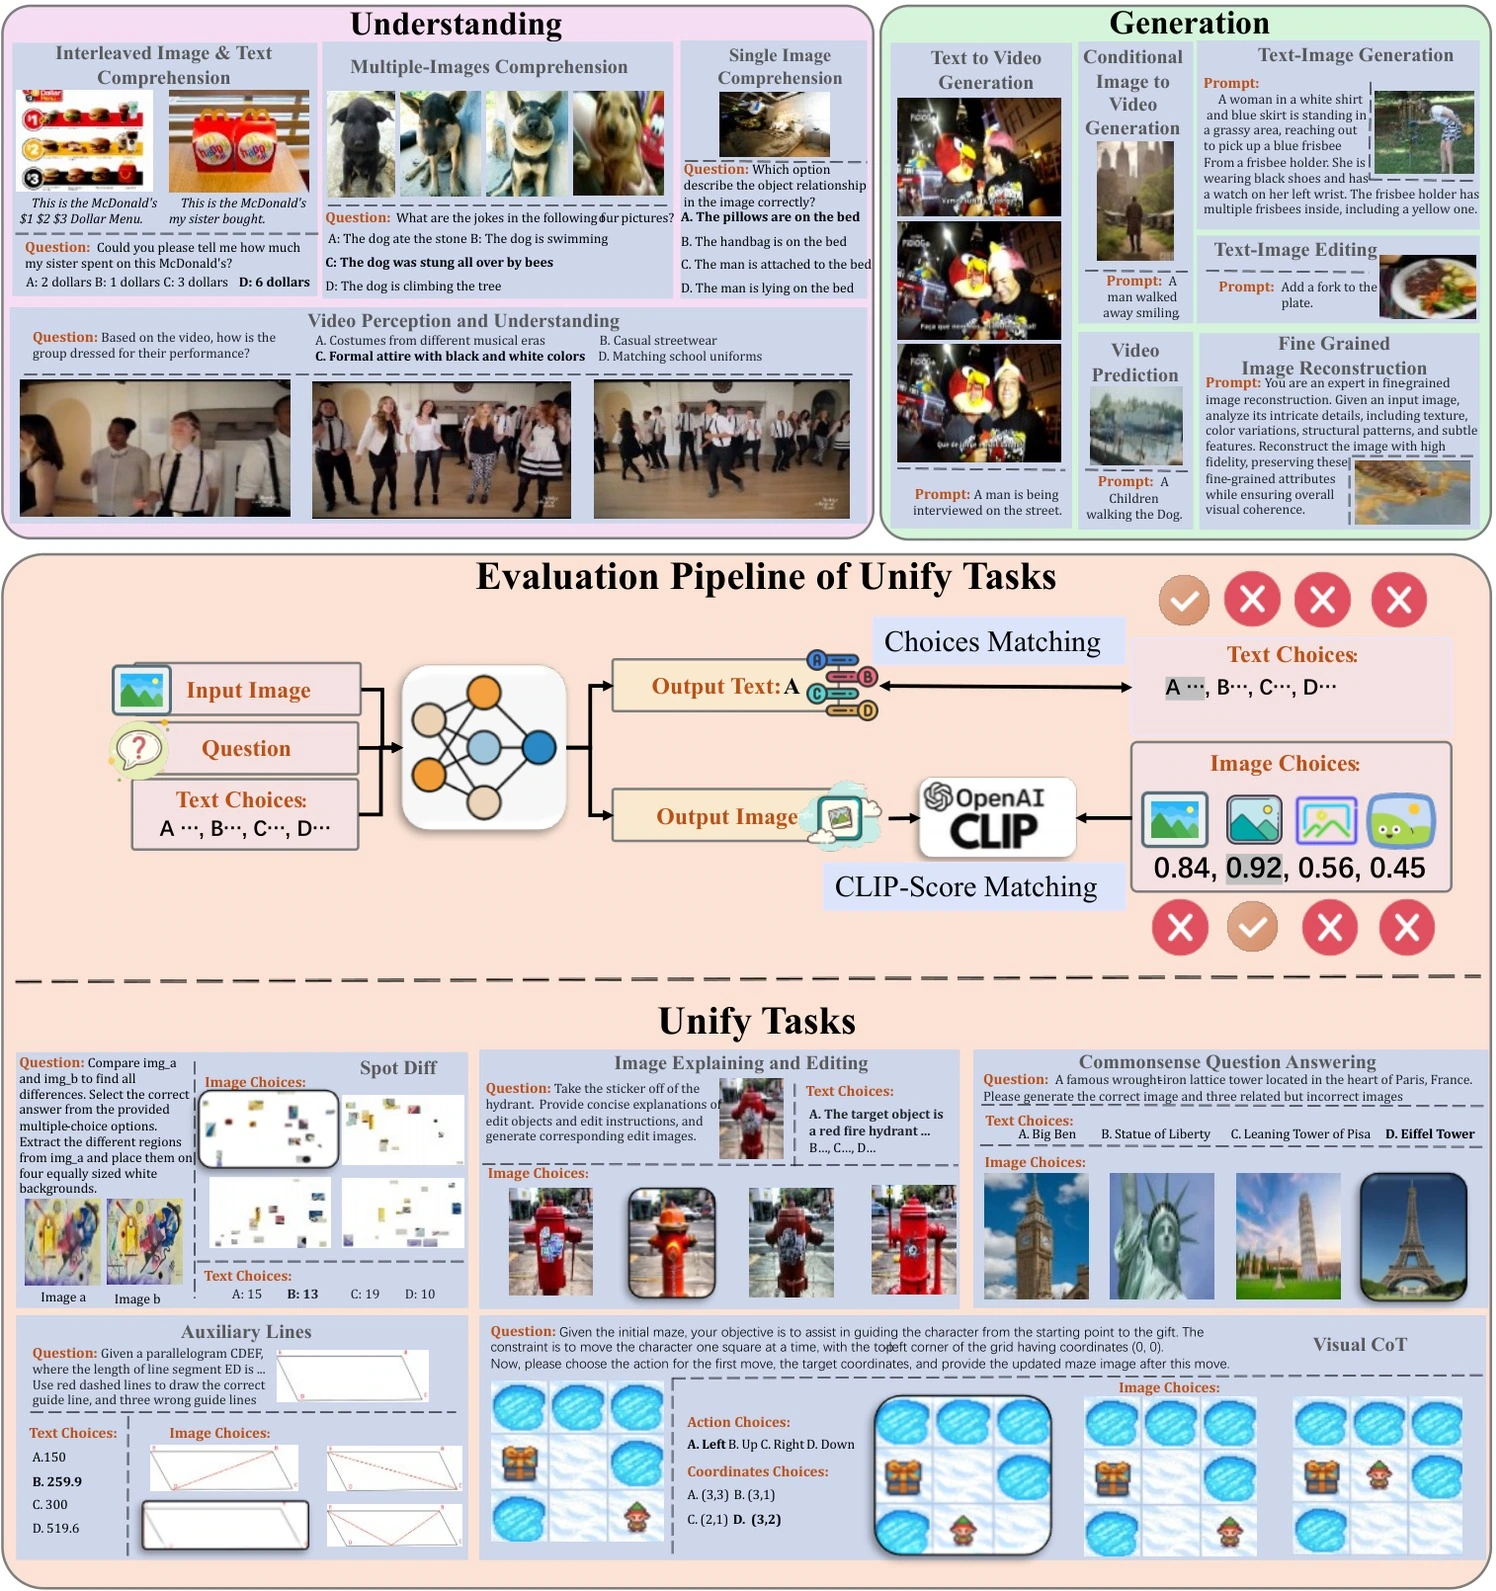 Understanding
Interleaved Image & Text
Comprehension
This is the McDonald's
$1 $2 $3 Dollar Menu.
This is the McDonald's
my sister bought.
Question: Could you please tell me how much
my sister spent on this McDonald's?
A: 2 dollars B: 1 dollars C: 3 dollars D: 6 dollars
Multiple-Images Comprehension
Question: What are the jokes in the following four pictures?
A: The dog ate the stone B: The dog is swimming
C: The dog was stung all over by bees
D: The dog is climbing the tree
Single Image
Comprehension
Question: Which option
describe the object relationship
in the image correctly?
A. The pillows are on the bed
B. The handbag is on the bed
C. The man is attached to the bed
D. The man is lying on the bed
Video Perception and Understanding
Question: Based on the video, how is the
group dressed for their performance?
A. Costumes from different musical eras
B. Casual streetwear
C. Formal attire with black and white colors
D. Matching school uniforms
Generation
Text to Video
Generation
Prompt: A man is being
interviewed on the street.
Conditional
Image to
Video
Generation
Prompt: A
man walked
away smiling.
Video
Prediction
Prompt: A
Children
walking the Dog.
Text-Image Generation
Prompt:
A woman in a white shirt
and blue skirt is standing in
a grassy area, reaching out
to pick up a blue frisbee
From a frisbee holder. She is
wearing black shoes and has
a watch on her left wrist. The frisbee holder has
multiple frisbees inside, including a yellow one.
Text-Image Editing
Prompt: Add a fork to the
plate.
Fine Grained
Image Reconstruction
Prompt: You are an expert in finegrained
image reconstruction. Given an input image,
analyze its intricate details, including texture,
color variations, structural patterns, and subtle
features. Reconstruct the image with high
fidelity, preserving these
fine-grained attributes
while ensuring overall
visual coherence.
Evaluation Pipeline of Unify Tasks
Input Image
Question
Text Choices:
A ···, B···, C···, D···
Output Text: A
A
B
C
D
Choices Matching
Text Choices:
A ···, B···, C···, D···
Output Image
OpenAI
CLIP
CLIP-Score Matching
Image Choices:
0.84, 0.92, 0.56, 0.45
Unify Tasks
Question: Compare img_a
and img_b to find all
differences. Select the correct
answer from the provided
multiple-choice options.
Extract the different regions
from img_a and place them on
four equally sized white
backgrounds.
Image a
Image b
Spot Diff
Image Choices:
Text Choices:
A: 15 B: 13 C: 19 D: 10
Image Explaining and Editing
Question: Take the sticker off of the
hydrant. Provide concise explanations of
edit objects and edit instructions, and
generate corresponding edit images.
Text Choices:
A. The target object is
a red fire hydrant ...
B..., C..., D...
Image Choices:
Commonsense Question Answering
Question: A famous wrought-iron lattice tower located in the heart of Paris, France.
Please generate the correct image and three related but incorrect images
Text Choices:
A. Big Ben B. Statue of Liberty C. Leaning Tower of Pisa D. Eiffel Tower
Image Choices:
Auxiliary Lines
Question: Given a parallelogram CDEF,
where the length of line segment ED is ...
Use red dashed lines to draw the correct
guide line, and three wrong guide lines
Text Choices:
A.150
B. 259.9
C. 300
D. 519.6
Image Choices:
Visual CoT
Question: Given the initial maze, your objective is to assist in guiding the character from the starting point to the gift. The
constraint is to move the character one square at a time, with the top-left corner of the grid having coordinates (0, 0).
Now, please choose the action for the first move, the target coordinates, and provide the updated maze image after this move.
Action Choices:
A. Left B. Up C. Right D. Down
Coordinates Choices:
A. (3,3) B. (3,1)
C. (2,1) D. (3,2)
Image Choices: